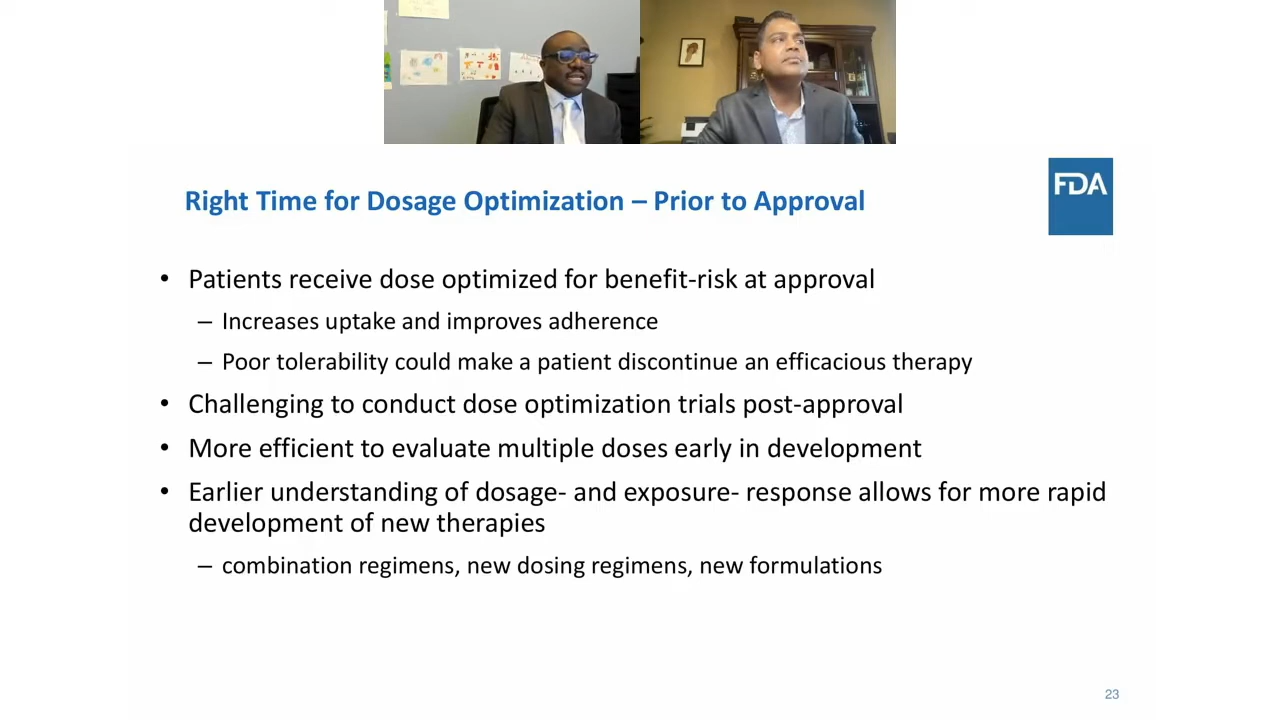 FDA
Right Time for Dosage Optimization – Prior to Approval
• Patients receive dose optimized for benefit-risk at approval
– Increases uptake and improves adherence
– Poor tolerability could make a patient discontinue an efficacious therapy
• Challenging to conduct dose optimization trials post-approval
• More efficient to evaluate multiple doses early in development
• Earlier understanding of dosage- and exposure- response allows for more rapid
development of new therapies
– combination regimens, new dosing regimens, new formulations
23